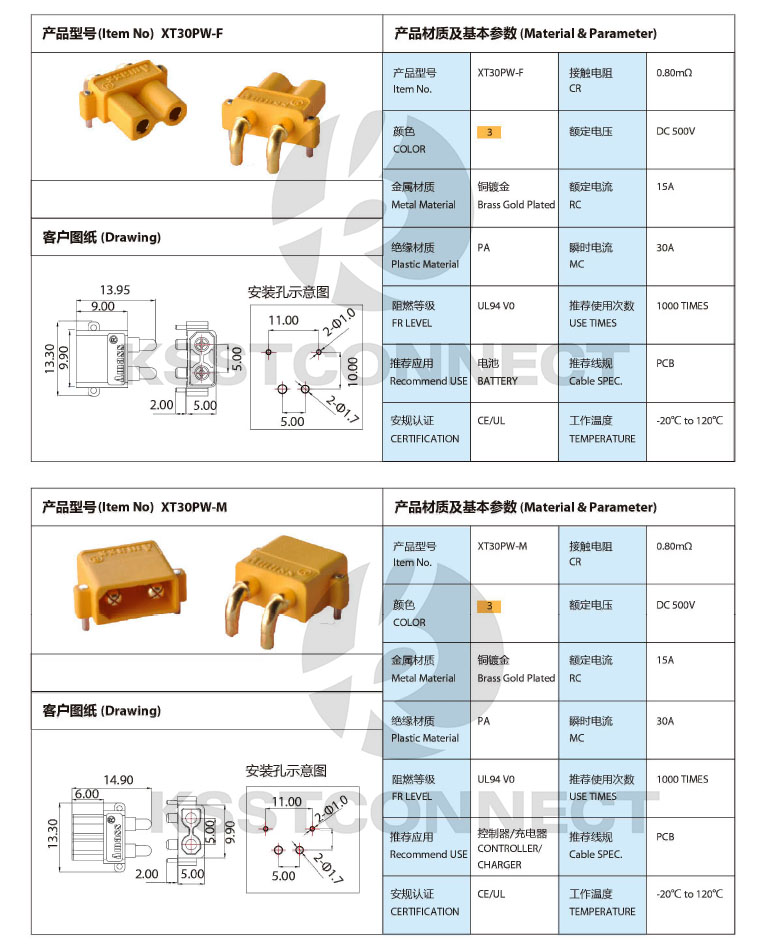 产品型号(Item No) XT30PW-F
产品材质及基本参数 (Material & Parameter)
产品型号
Item No.
XT30PW-F
接触电阻
CR
0.80mΩ
颜色
COLOR
3
额定电压
DC 500V
金属材质
Metal Material
铜镀金
Brass Gold Plated
额定电流
RC
15A
绝缘材质
Plastic Material
PA
瞬时电流
MC
30A
阻燃等级
FR LEVEL
UL94 V0
推荐使用次数
USE TIMES
1000 TIMES
推荐应用
Recommend USE
电池
BATTERY
推荐线规
Cable SPEC.
PCB
安规认证
CERTIFICATION
CE/UL
工作温度
TEMPERATURE
-20℃ to 120℃
客户图纸 (Drawing)
13.95
9.00
13.30
9.90
Amass®
5.00
2.00
5.00
安装孔示意图
11.00
2-Φ1.0
10.00
2-Φ1.7
5.00
KSSTCONNECT
产品型号(Item No) XT30PW-M
产品材质及基本参数 (Material & Parameter)
产品型号
Item No.
XT30PW-M
接触电阻
CR
0.80mΩ
颜色
COLOR
3
额定电压
DC 500V
金属材质
Metal Material
铜镀金
Brass Gold Plated
额定电流
RC
15A
绝缘材质
Plastic Material
PA
瞬时电流
MC
30A
阻燃等级
FR LEVEL
UL94 V0
推荐使用次数
USE TIMES
1000 TIMES
推荐应用
Recommend USE
控制器/充电器
CONTROLLER/
CHARGER
推荐线规
Cable SPEC.
PCB
安规认证
CERTIFICATION
CE/UL
工作温度
TEMPERATURE
-20℃ to 120℃
客户图纸 (Drawing)
14.90
6.00
13.30
Amass®
5.00
9.90
2.00
5.00
安装孔示意图
11.00
2-Φ1.0
2-Φ1.7
5.00
KSSTCONNECT